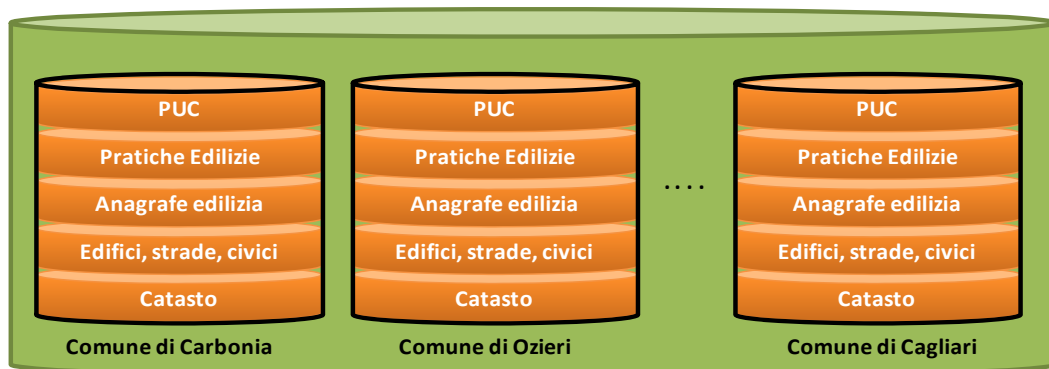 PUC
Pratiche Edilizie
Anagrafe edilizia
Edifici, strade, civici
Catasto
Comune di Carbonia
PUC
Pratiche Edilizie
Anagrafe edilizia
Edifici, strade, civici
Catasto
Comune di Ozieri
....
PUC
Pratiche Edilizie
Anagrafe edilizia
Edifici, strade, civici
Catasto
Comune di Cagliari